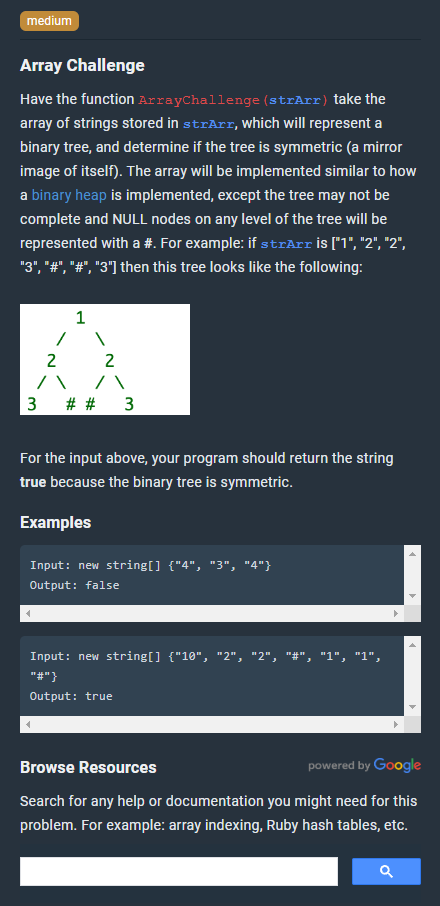 medium
Array Challenge
Have the function ArrayChallenge(strArr) take the
array of strings stored in strArr, which will represent a
binary tree, and determine if the tree is symmetric (a mirror
image of itself). The array will be implemented similar to how
a binary heap is implemented, except the tree may not be
complete and NULL nodes on any level of the tree will be
represented with a #. For example: if strArr is ["1", "2", "2",
"3", "#", "#", "3"] then this tree looks like the following:
1
/ \
2 2
/ \ / \
3 # # 3
For the input above, your program should return the string
true because the binary tree is symmetric.
Examples
Input: new string[] {"4", "3", "4"}
Output: false
Input: new string[] {"10", "2", "2", "#", "1", "1",
"#"}
Output: true
Browse Resources powered by Google
Search for any help or documentation you might need for this
problem. For example: array indexing, Ruby hash tables, etc.